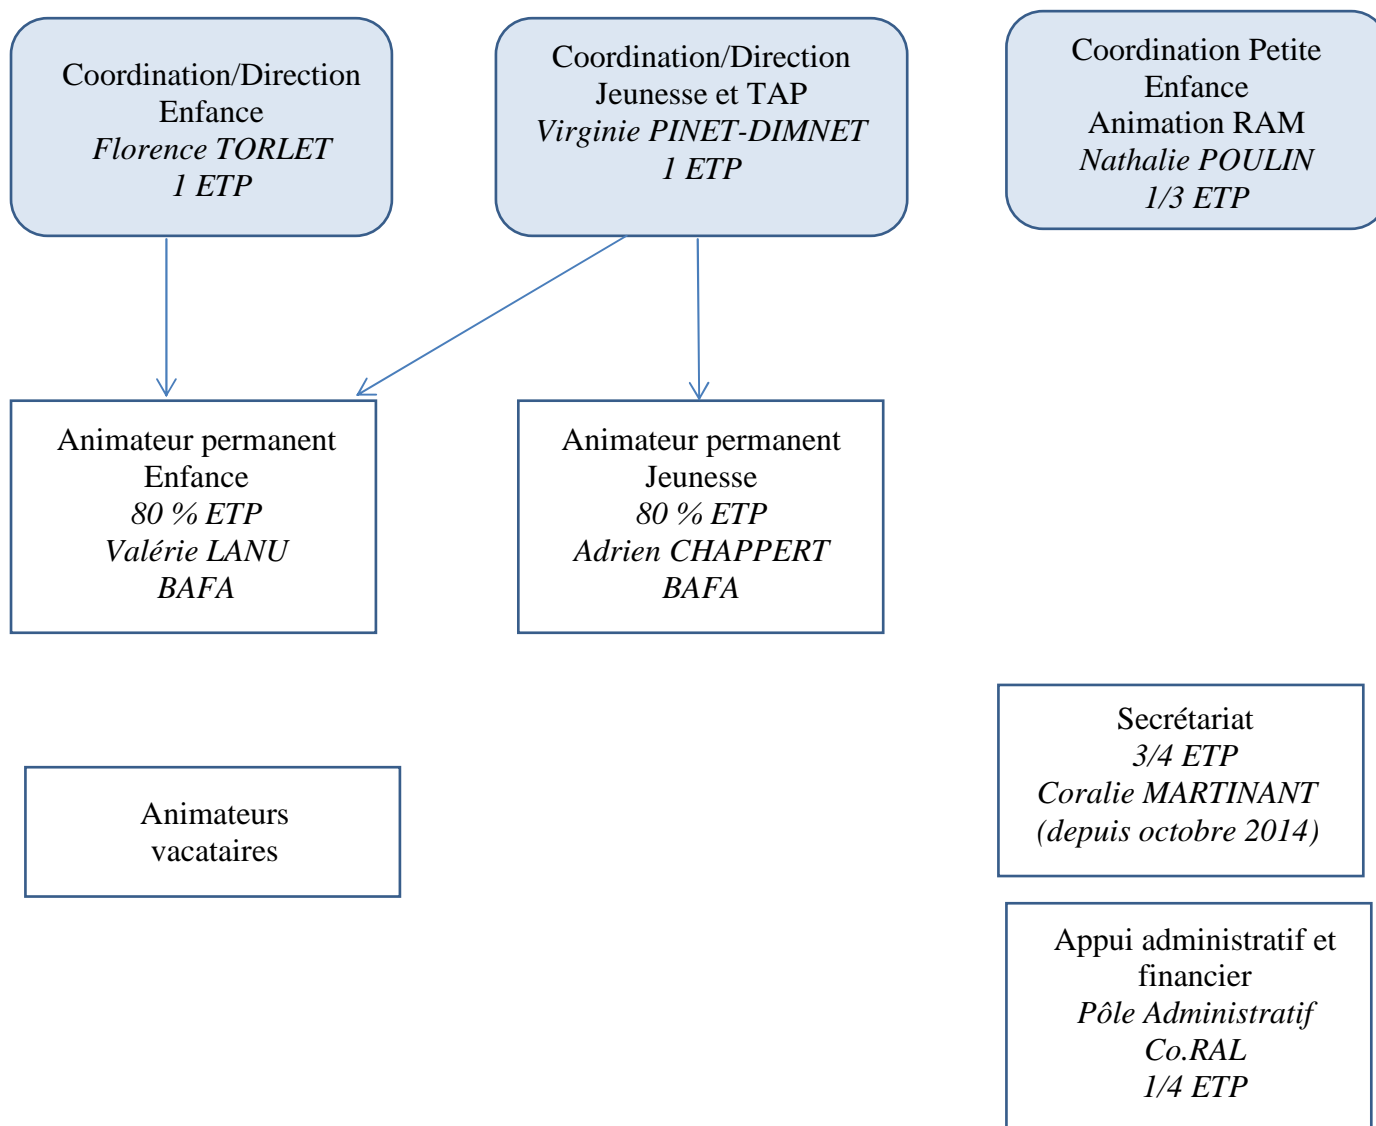 Coordination/Direction
Enfance
Florence TORLET
1 ETP
Coordination/Direction
Jeunesse et TAP
Virginie PINET-DIMNET
1 ETP
Coordination Petite
Enfance
Animation RAM
Nathalie POULIN
1/3 ETP
Animateur permanent
Enfance
80 % ETP
Valérie LANU
BAFA
Animateur permanent
Jeunesse
80 % ETP
Adrien CHAPPERT
BAFA
Secrétariat
3/4 ETP
Coralie MARTINANT
(depuis octobre 2014)
Animateurs
vacataires
Appui administratif et
financier
Pôle Administratif
Co.RAL
1/4 ETP